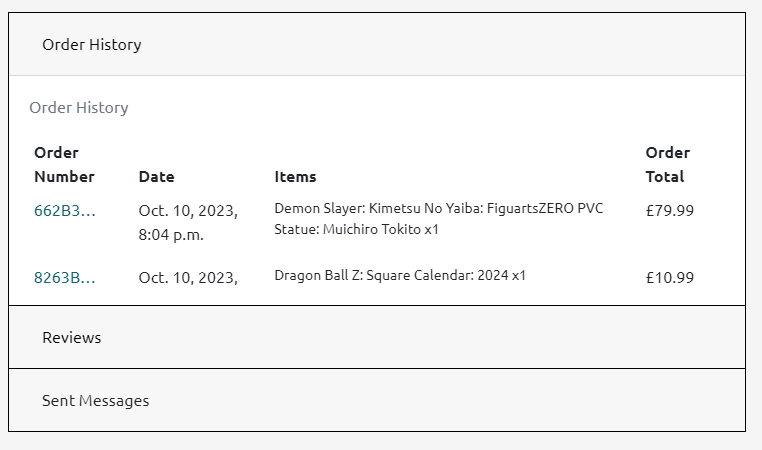 Order History
Order History
Order Number Date Items Order Total
662B3... Oct. 10, 2023, 8:04 p.m. Demon Slayer: Kimetsu No Yaiba: FiguartsZERO PVC Statue: Muichiro Tokito x1 £79.99
8263B... Oct. 10, 2023, Dragon Ball Z: Square Calendar: 2024 x1 £10.99
Reviews
Sent Messages